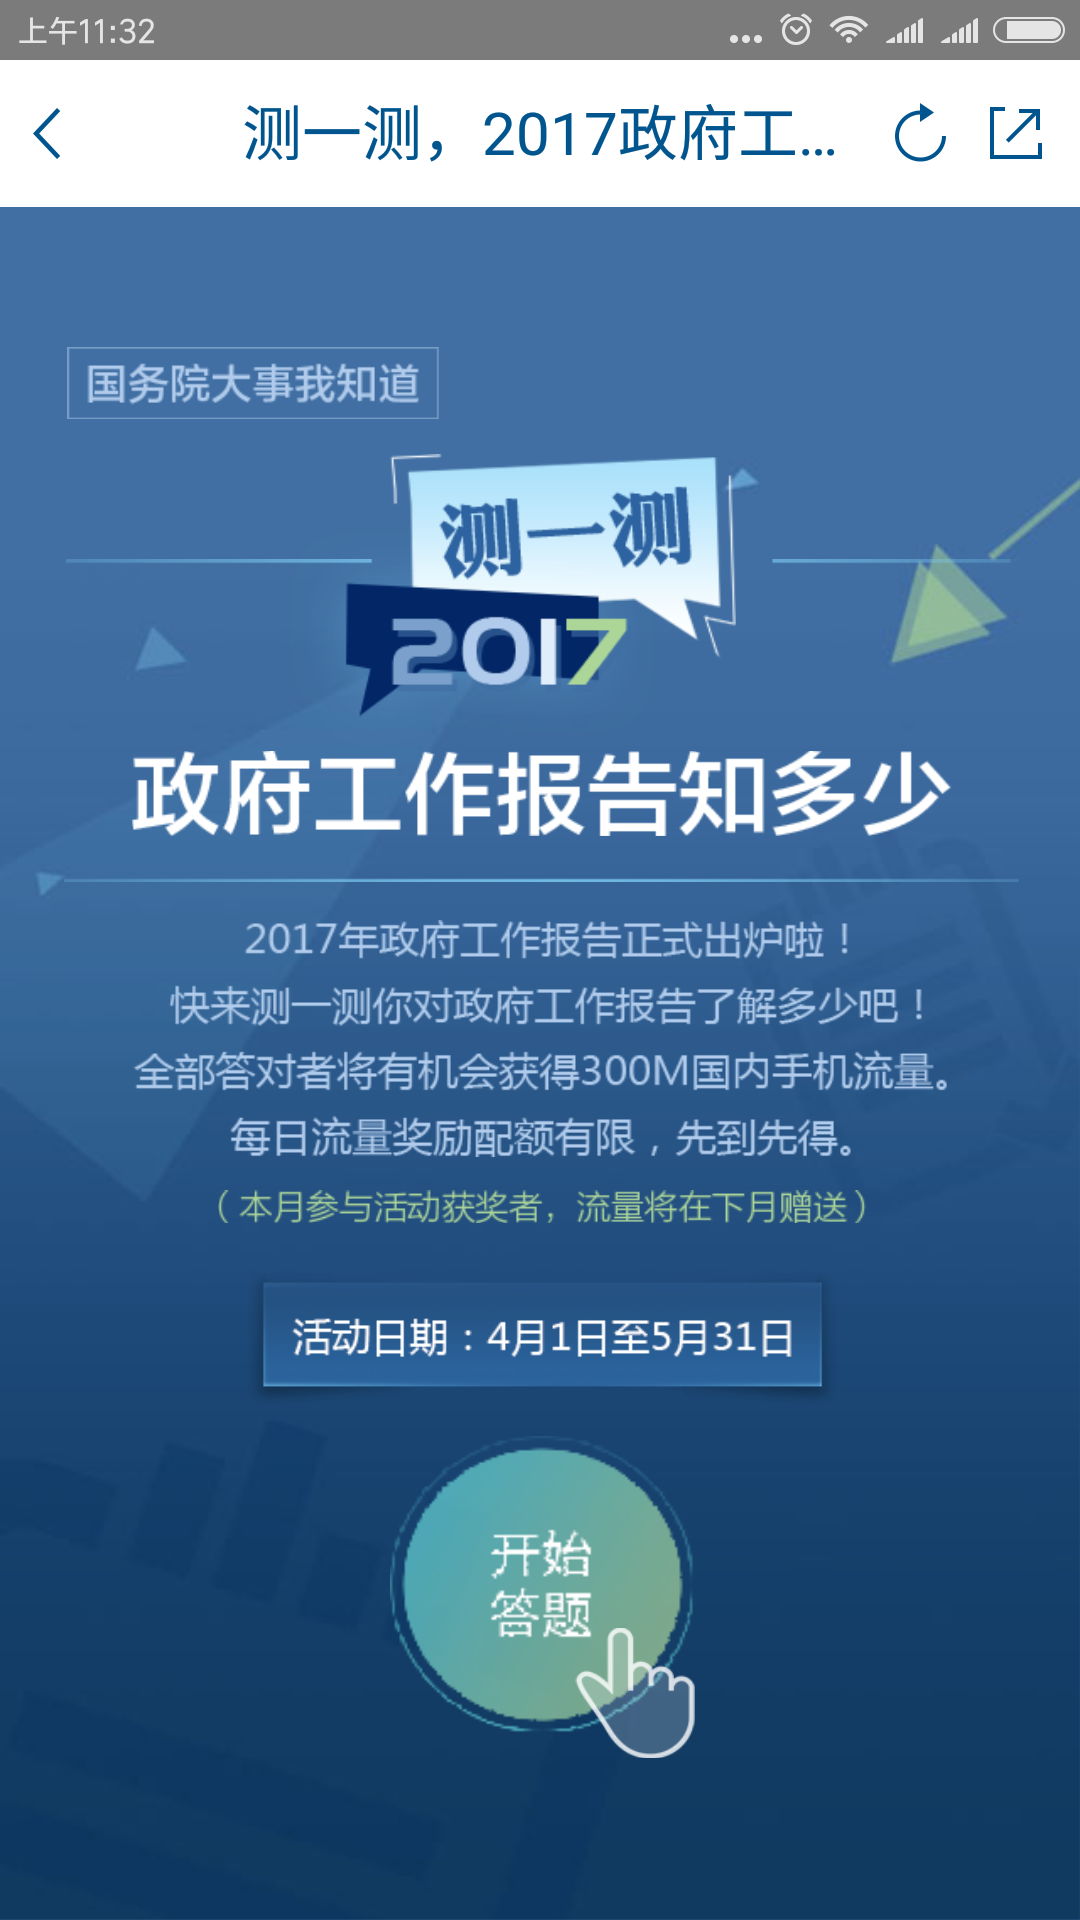 上午11:32
测一测，2017政府工...
国务院大事我知道
测一测
2017
政府工作报告知多少
2017年政府工作报告正式出炉啦！
快来测一测你对政府工作报告了解多少吧！
全部答对者将有机会获得300M国内手机流量。
每日流量奖励配额有限，先到先得。
（本月参与活动获奖者，流量将在下月赠送）
活动日期：4月1日至5月31日
开始
答题